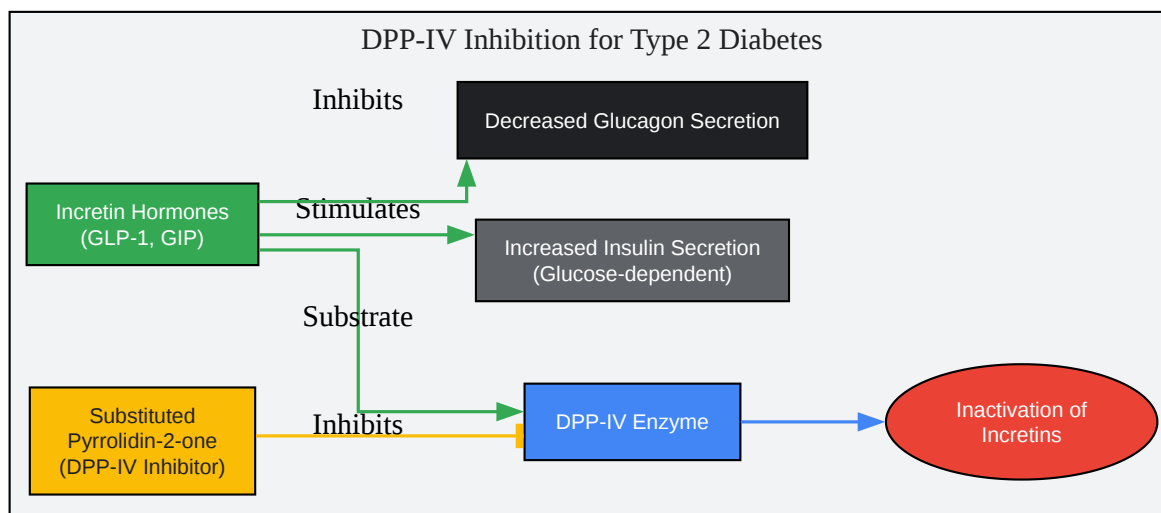 DPP-IV Inhibition for Type 2 Diabetes
Inhibits
Decreased Glucagon Secretion
Incretin Hormones
(GLP-1, GIP)
Stimulates
Increased Insulin Secretion
(Glucose-dependent)
Substrate
Substituted
Pyrrolidin-2-one
(DPP-IV Inhibitor)
Inhibits
DPP-IV Enzyme
Inactivation of
Incretins